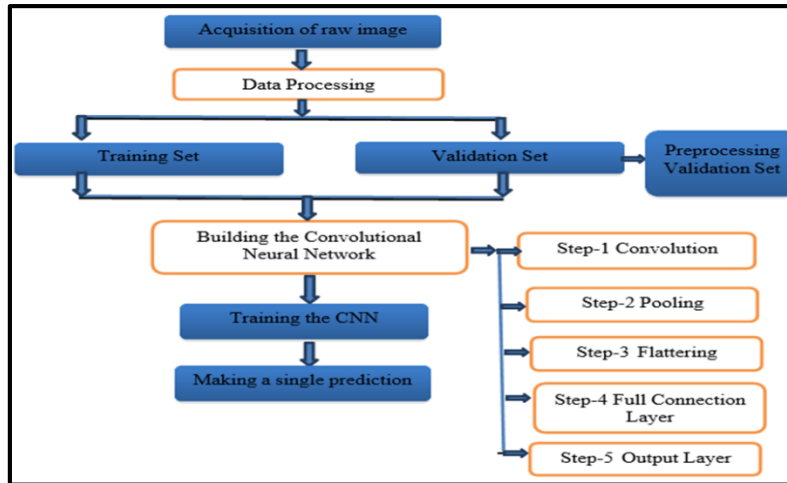 Acquisition of raw image
Data Processing
Training Set
Validation Set
Preprocessing
Validation Set
Building the Convolutional
Neural Network
Step-1 Convolution
Step-2 Pooling
Training the CNN
Step-3 Flattering
Making a single prediction
Step-4 Full Connection
Layer
Step-5 Output Layer